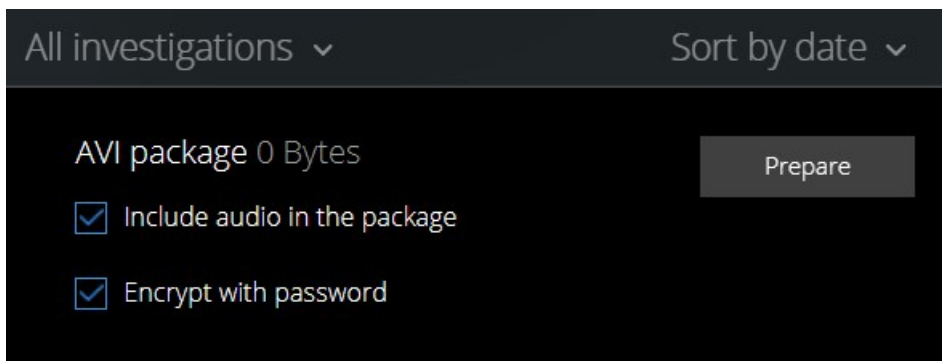 All investigations
Sort by date
AVI package 0 Bytes
Prepare
Include audio in the package
Encrypt with password